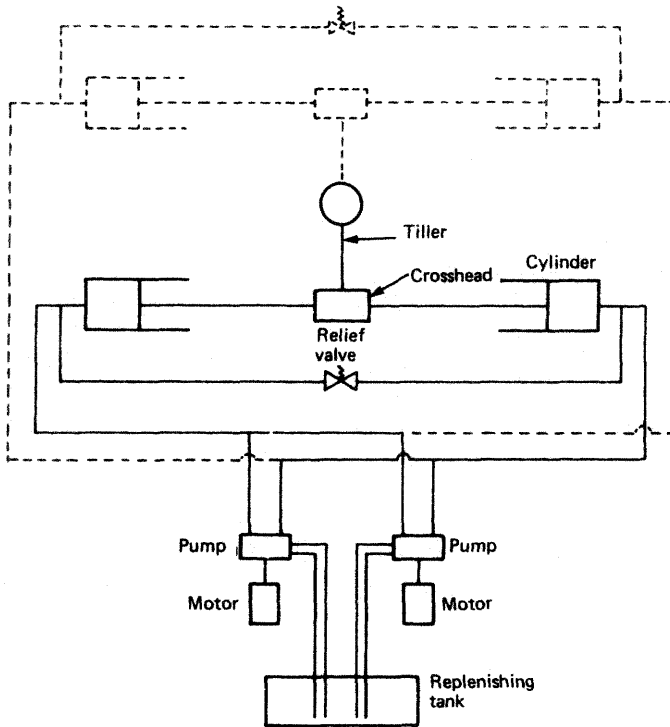 Tiller
Cylinder
Crosshead
Relief
valve
Pump
Pump
Motor
Motor
Replenishing
tank